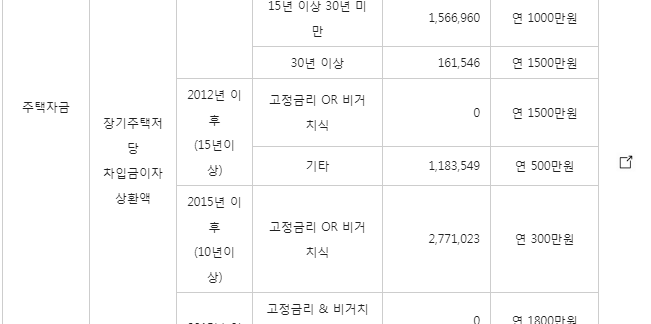 15년 이상 30년 미
만
1,566,960
연 1000만원
30년 이상
161,546
연 1500만원
주택자금
장기주택저
당
차입금이자
상환액
2012년 이
후
(15년이
상)
고정금리 OR 비거
치식
0
연 1500만원
기타
1,183,549
연 500만원
2015년 이
후
(10년이
상)
고정금리 OR 비거
치식
2,771,023
연 300만원
고정금리 & 비거치
0
연 1800만원